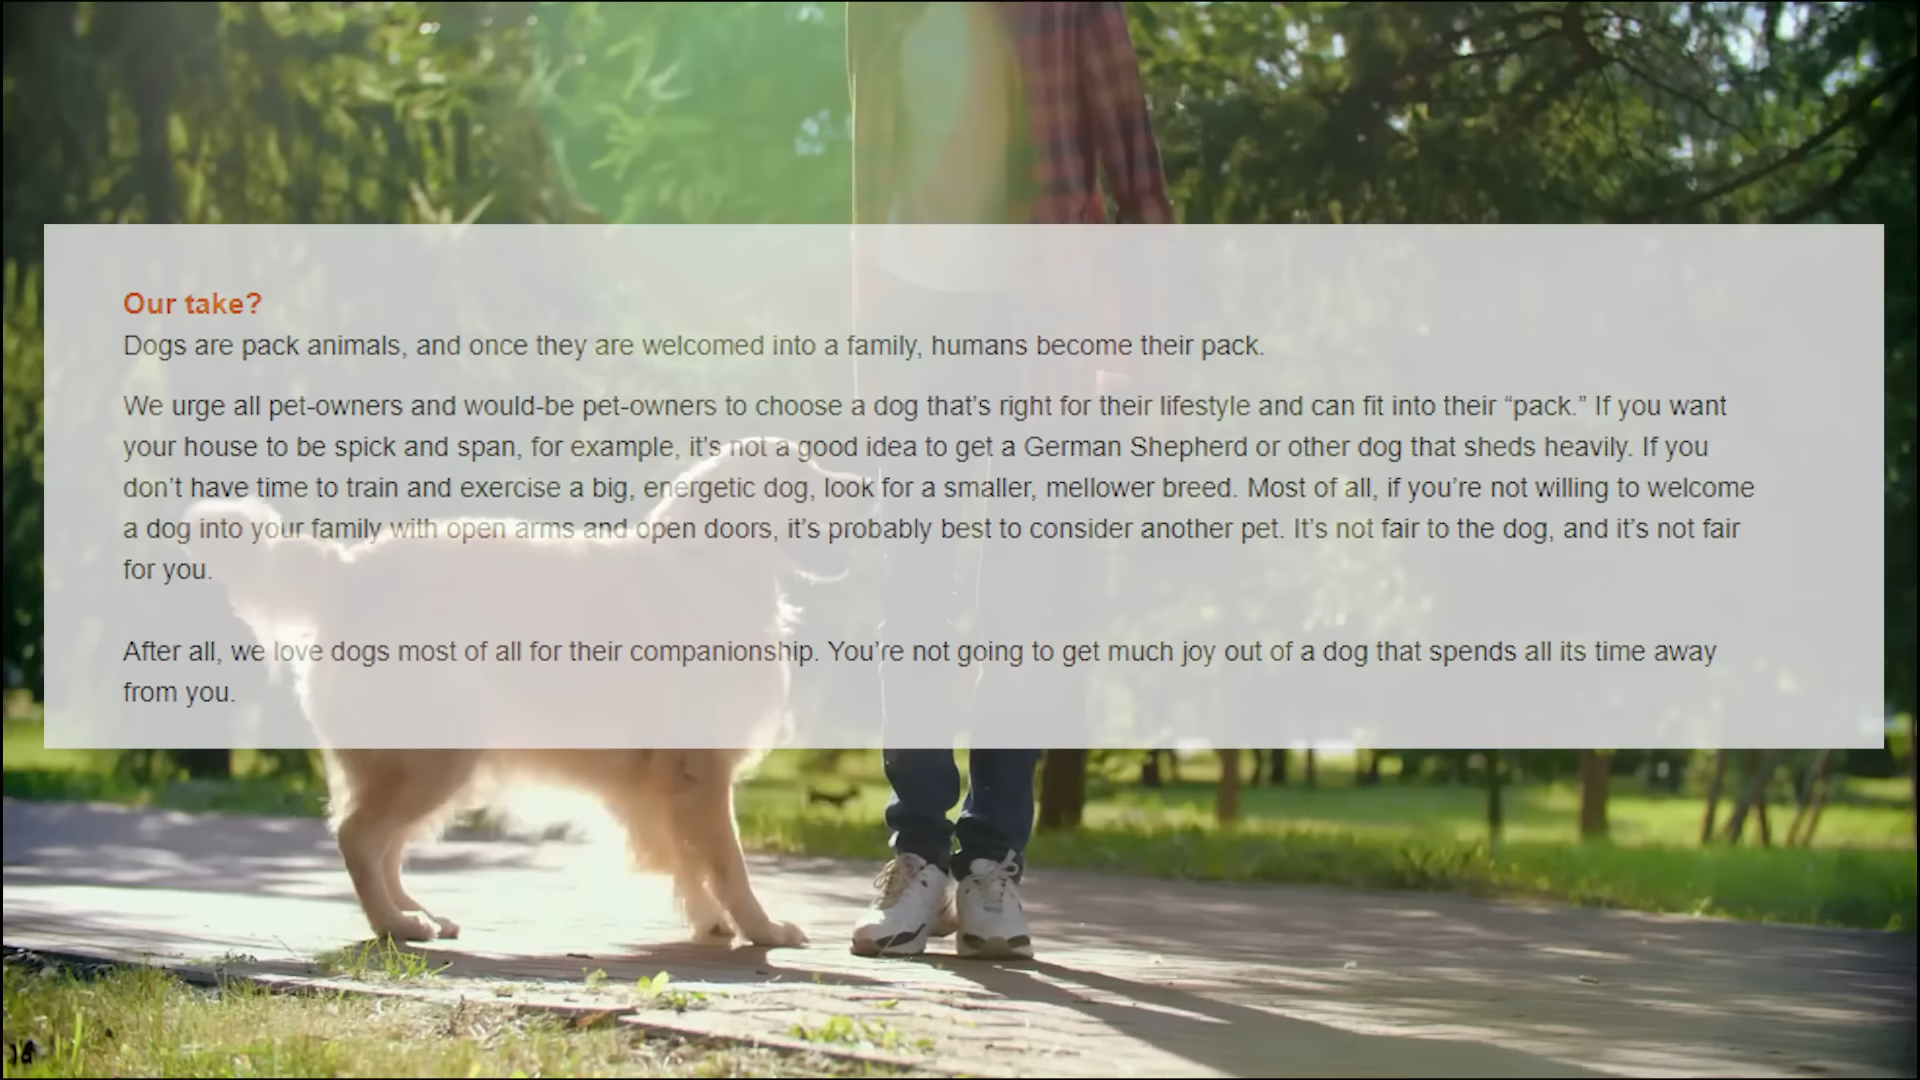 Our take?
Dogs are pack animals, and once they are welcomed into a family, humans become their pack.
We urge all pet-owners and would-be pet-owners to choose a dog that’s right for their lifestyle and can fit into their “pack.” If you want
your house to be spick and span, for example, it’s not a good idea to get a German Shepherd or other dog that sheds heavily. If you
don’t have time to train and exercise a big, energetic dog, look for a smaller, mellower breed. Most of all, if you’re not willing to welcome
a dog into your family with open arms and open doors, it’s probably best to consider another pet. It’s not fair to the dog, and it’s not fair
for you.
After all, we love dogs most of all for their companionship. You’re not going to get much joy out of a dog that spends all its time away
from you.